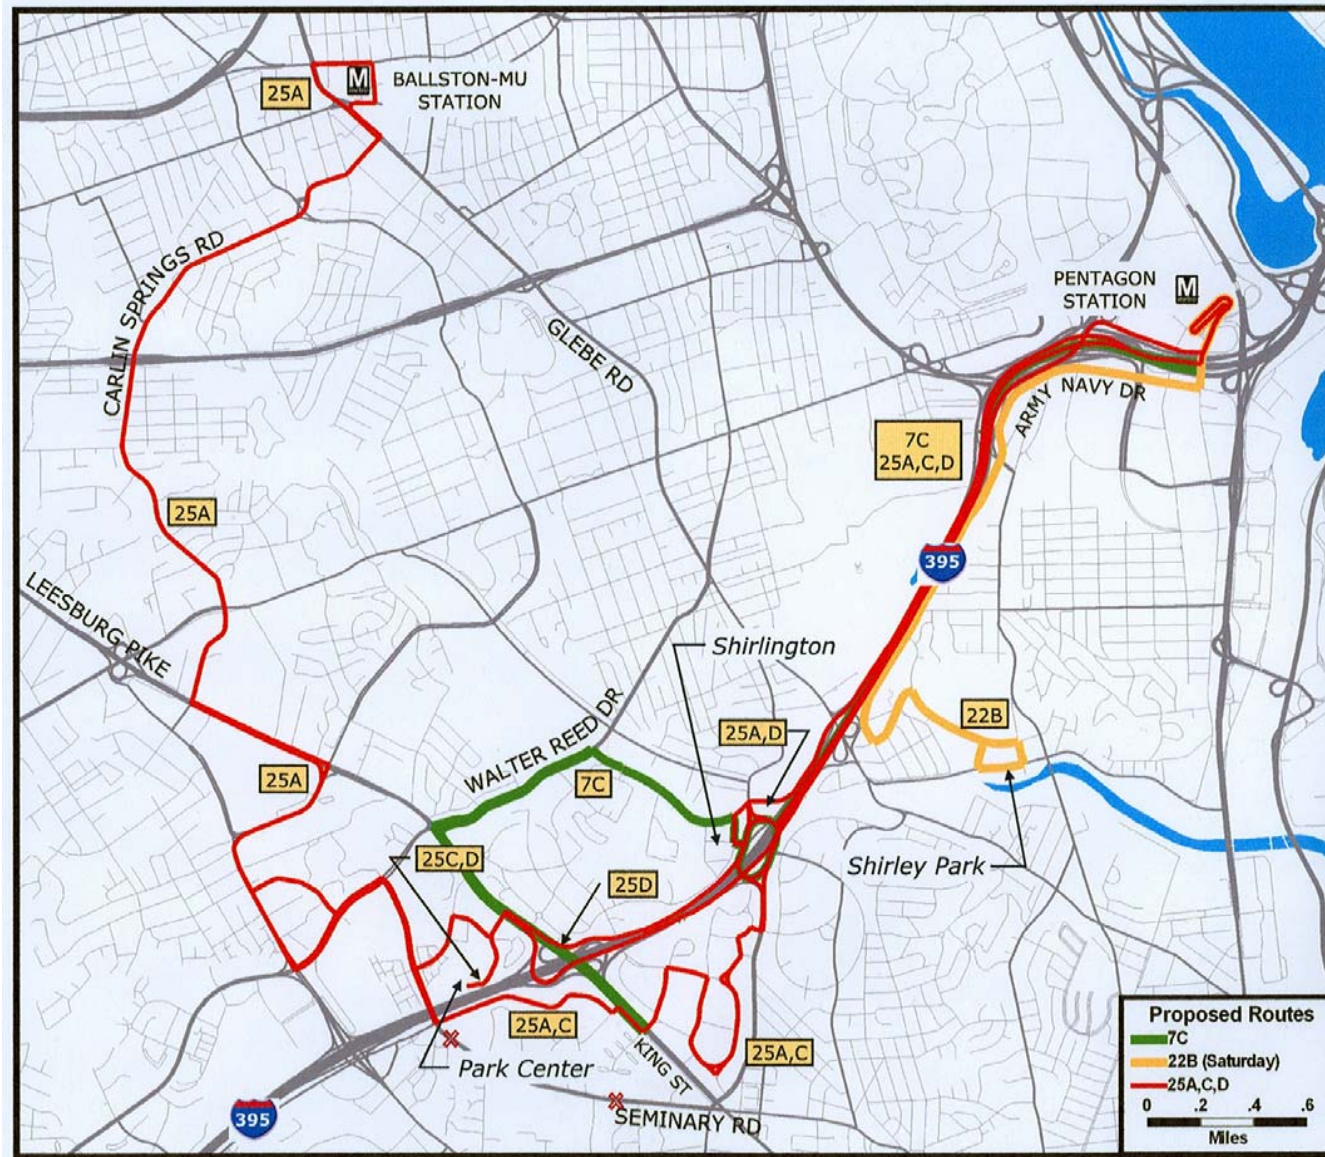 25A
M
metro
BALLSTON-MU
STATION
CARLIN SPRINGS RD
GLEBE RD
PENTAGON
STATION
M
metro
ARMY NAVY DR
7C
25A,C,D
25A
395
LEESBURG PIKE
Shirlington
22B
WALTER REED DR
25A,D
25A
7C
25C,D
25D
Shirley Park
25A,C
Park Center
KING ST
25A,C
395
SEMINARY RD
Proposed Routes
7C
22B (Saturday)
25A,C,D
0 .2 .4 .6
Miles